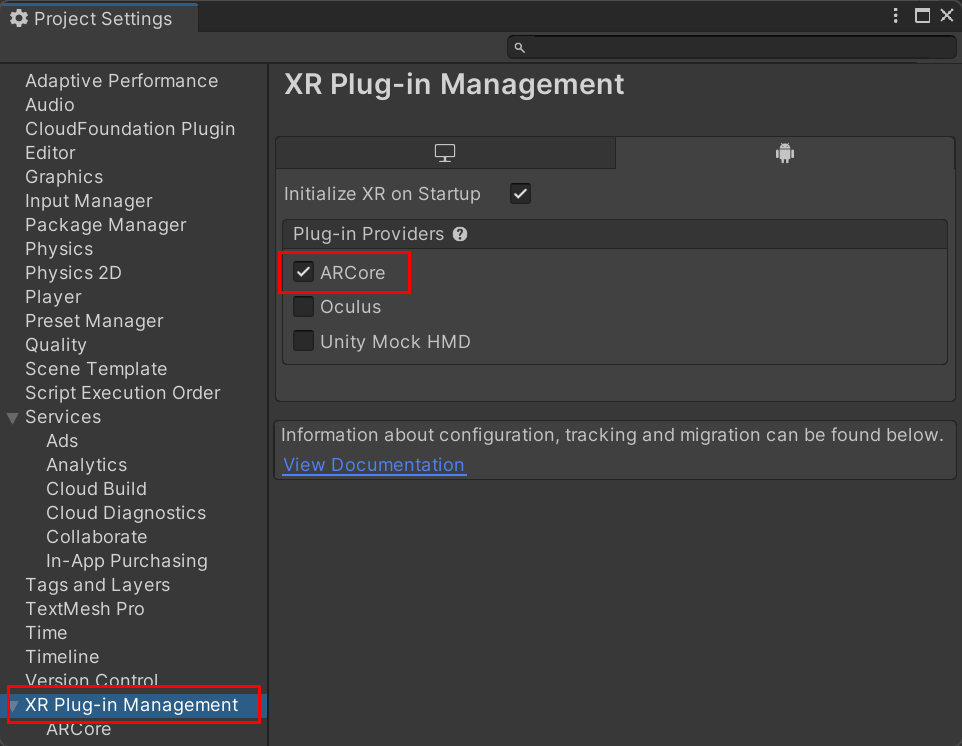 Project Settings
Adaptive Performance
Audio
CloudFoundation Plugin
Editor
Graphics
Input Manager
Package Manager
Physics
Physics 2D
Player
Preset Manager
Quality
Scene Template
Script Execution Order
Services
Ads
Analytics
Cloud Build
Cloud Diagnostics
Collaborate
In-App Purchasing
Tags and Layers
TextMesh Pro
Time
Timeline
Version Control
XR Plug-in Management
ARCore
XR Plug-in Management
Initialize XR on Startup
Plug-in Providers
ARCore
Oculus
Unity Mock HMD
Information about configuration, tracking and migration can be found below.
View Documentation